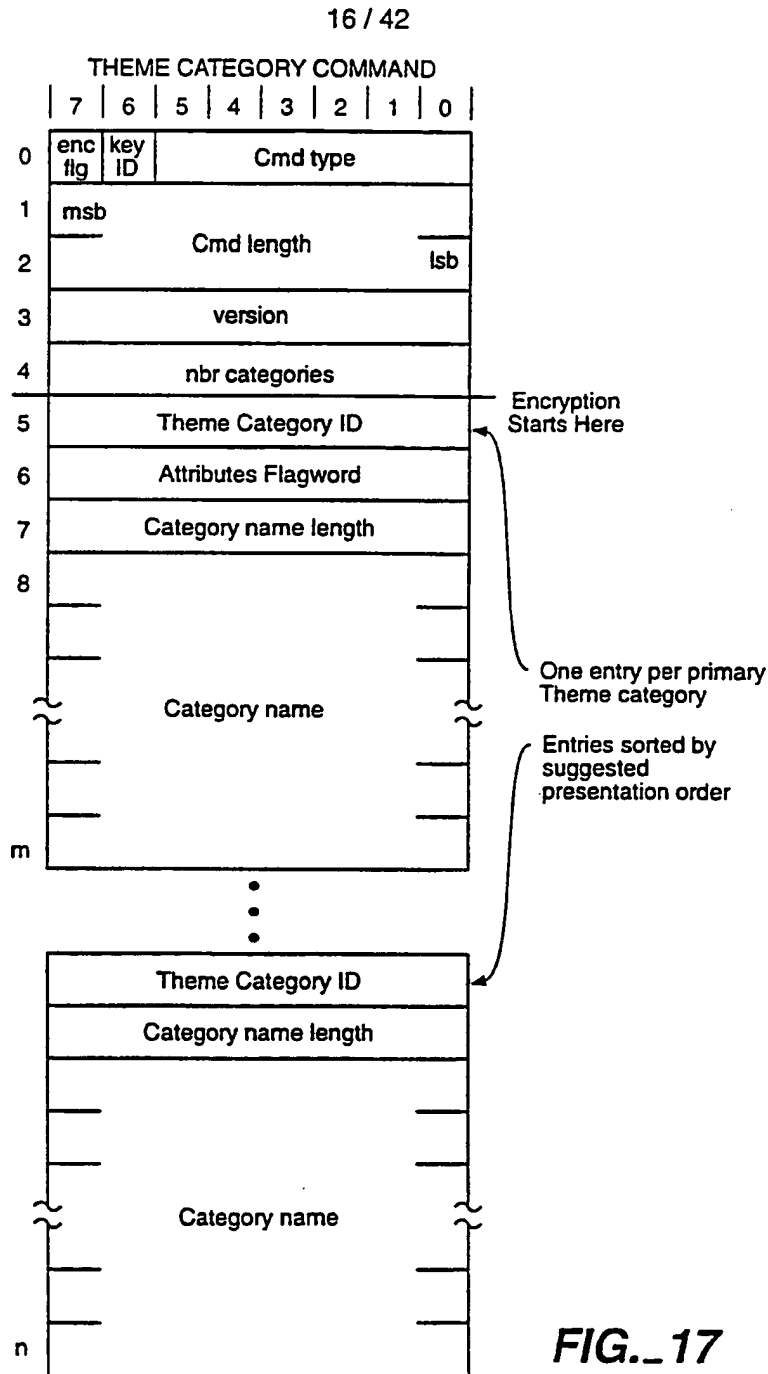 16 / 42
THEME CATEGORY COMMAND
7 6 5 4 3 2 1 0
0 enc flg key ID Cmd type
1 msb
Cmd length
2 lsb
3 version
4 nbr categories
Encryption
Starts Here
5 Theme Category ID
6 Attributes Flagword
7 Category name length
8
One entry per primary
Theme category
Category name
Entries sorted by
suggested
presentation order
m
Theme Category ID
Category name length
Category name
n
FIG._17